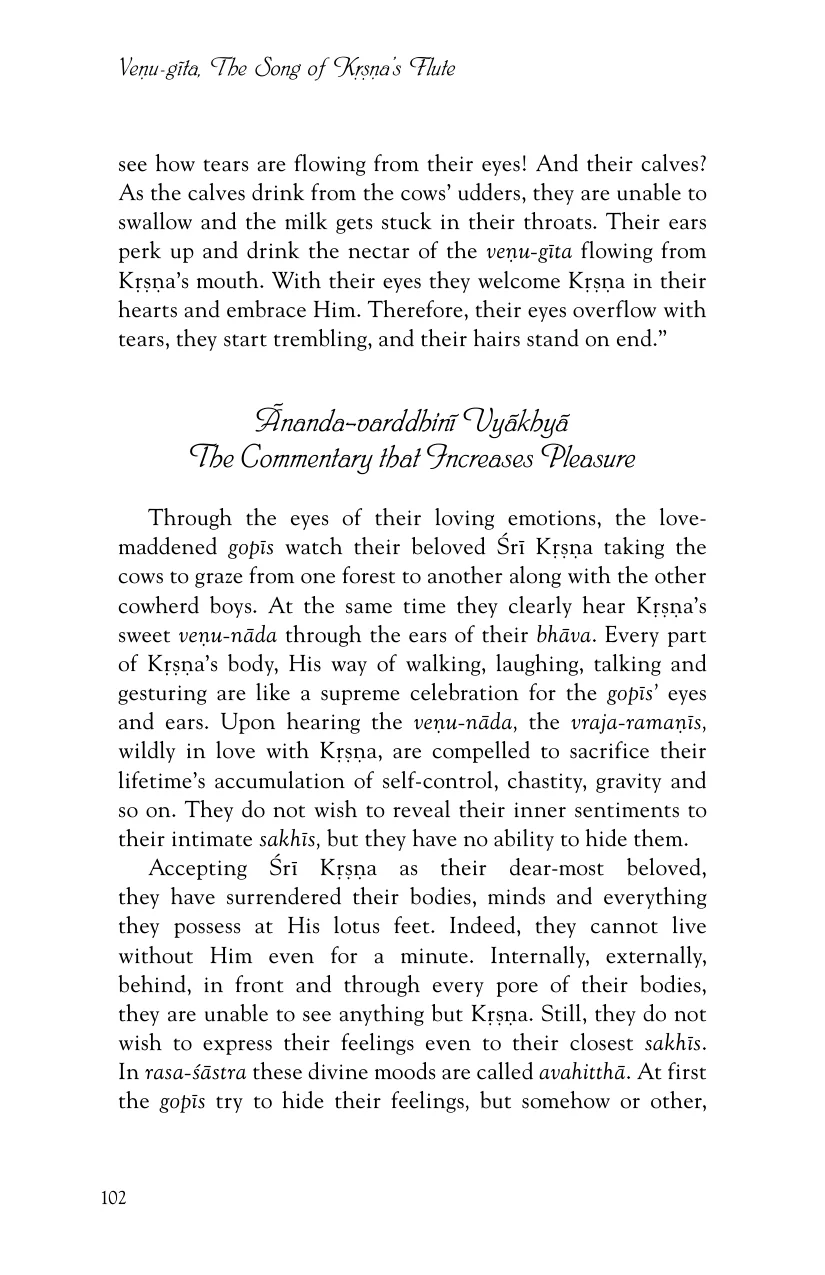 Veṇu-gīta, The Song of Kṛṣṇa's Flute
see how tears are flowing from their eyes! And their calves?
As the calves drink from the cows’ udders, they are unable to
swallow and the milk gets stuck in their throats. Their ears
perk up and drink the nectar of the veṇu-gīta flowing from
Kṛṣṇa’s mouth. With their eyes they welcome Kṛṣṇa in their
hearts and embrace Him. Therefore, their eyes overflow with
tears, they start trembling, and their hairs stand on end.”
Ānanda-varddhinī Vyākhyā
The Commentary that Increases Pleasure
Through the eyes of their loving emotions, the love-
maddened gopīs watch their beloved Śrī Kṛṣṇa taking the
cows to graze from one forest to another along with the other
cowherd boys. At the same time they clearly hear Kṛṣṇa’s
sweet veṇu-nāda through the ears of their bhāva. Every part
of Kṛṣṇa’s body, His way of walking, laughing, talking and
gesturing are like a supreme celebration for the gopīs’ eyes
and ears. Upon hearing the veṇu-nāda, the vraja-ramaṇīs,
wildly in love with Kṛṣṇa, are compelled to sacrifice their
lifetime’s accumulation of self-control, chastity, gravity and
so on. They do not wish to reveal their inner sentiments to
their intimate sakhīs, but they have no ability to hide them.
Accepting Śrī Kṛṣṇa as their dear-most beloved,
they have surrendered their bodies, minds and everything
they possess at His lotus feet. Indeed, they cannot live
without Him even for a minute. Internally, externally,
behind, in front and through every pore of their bodies,
they are unable to see anything but Kṛṣṇa. Still, they do not
wish to express their feelings even to their closest sakhīs.
In rasa-śāstra these divine moods are called avahitthā. At first
the gopīs try to hide their feelings, but somehow or other,
102